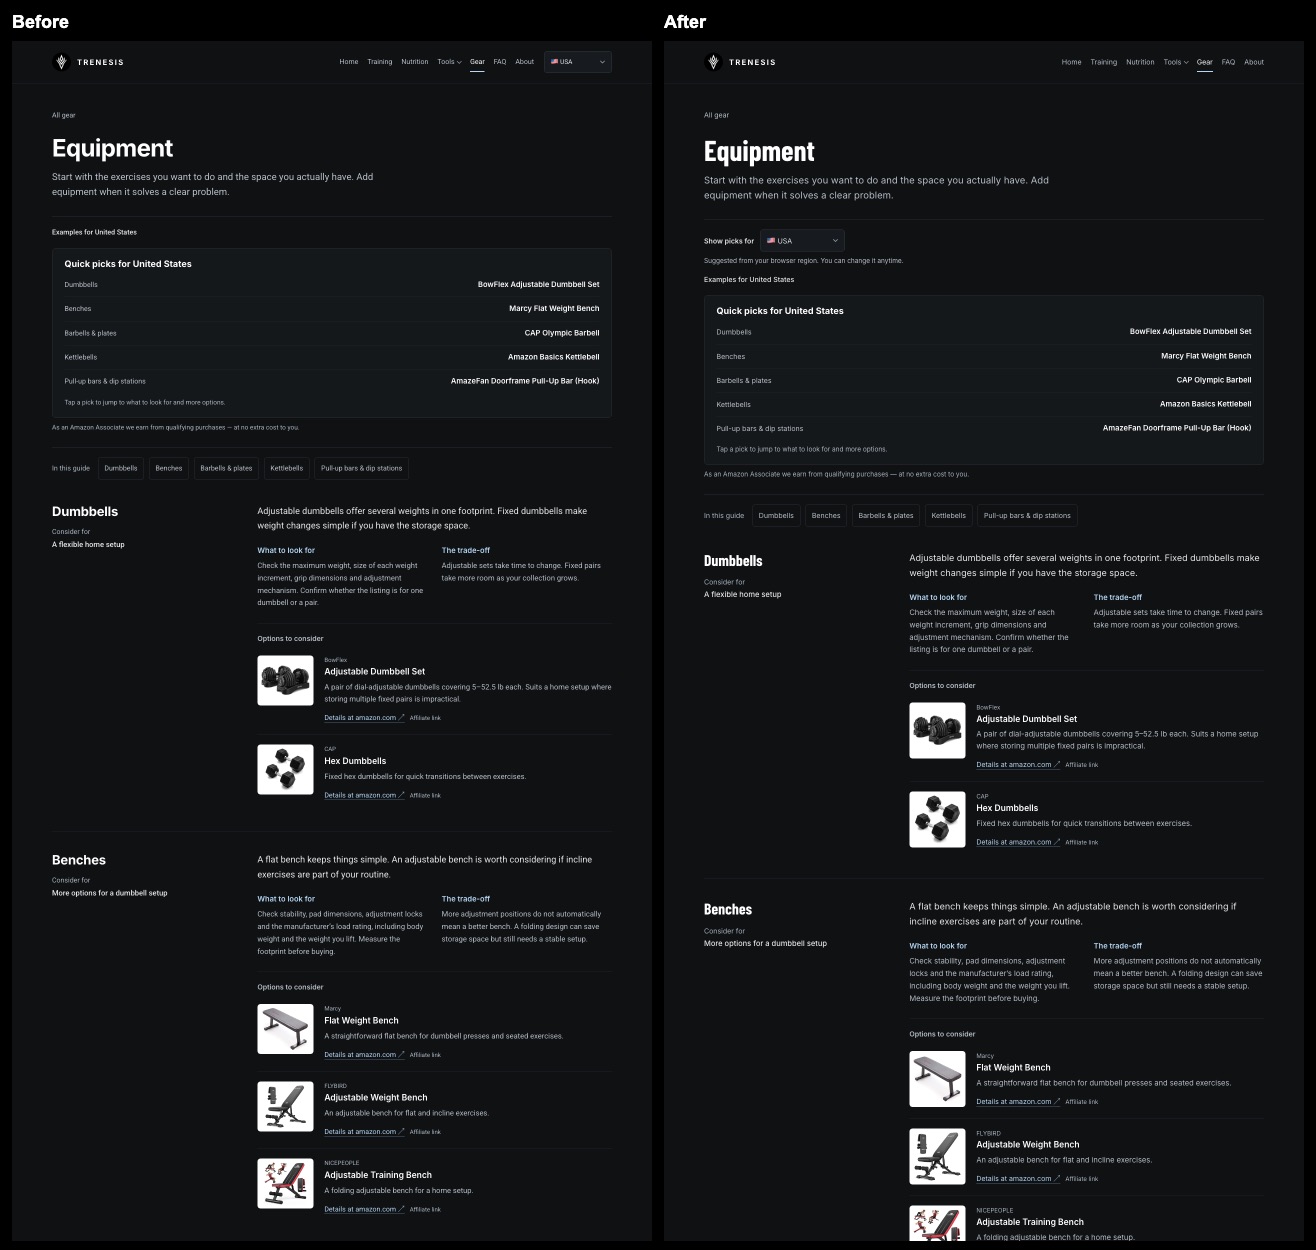 Before
TRENESIS
Home Training Nutrition Tools Gear FAQ About USA
All gear
Equipment
Start with the exercises you want to do and the space you actually have. Add
equipment when it solves a clear problem.
Examples for United States
Quick picks for United States
Dumbbells BowFlex Adjustable Dumbbell Set
Benches Marcy Flat Weight Bench
Barbells & plates CAP Olympic Barbell
Kettlebells Amazon Basics Kettlebell
Pull-up bars & dip stations AmazeFan Doorframe Pull-Up Bar (Hook)
Tap a pick to jump to what to look for and more options.
As an Amazon Associate we earn from qualifying purchases — at no extra cost to you.
In this guide Dumbbells Benches Barbells & plates Kettlebells Pull-up bars & dip stations
Dumbbells
Consider for
A flexible home setup
Adjustable dumbbells offer several weights in one footprint. Fixed dumbbells make
weight changes simple if you have the storage space.
What to look for
Check the maximum weight, size of each weight
increment, grip dimensions and adjustment
mechanism. Confirm whether the listing is for one
dumbbell or a pair.
The trade-off
Adjustable sets take time to change. Fixed pairs
take more room as your collection grows.
Options to consider
BowFlex
Adjustable Dumbbell Set
A pair of dial-adjustable dumbbells covering 5–52.5 lb each. Suits a home setup where
storing multiple fixed pairs is impractical.
Details at amazon.com ↗ Affiliate link
CAP
Hex Dumbbells
Fixed hex dumbbells for quick transitions between exercises.
Details at amazon.com ↗ Affiliate link
Benches
Consider for
More options for a dumbbell setup
A flat bench keeps things simple. An adjustable bench is worth considering if incline
exercises are part of your routine.
What to look for
Check stability, pad dimensions, adjustment locks
and the manufacturer's load rating, including body
weight and the weight you lift. Measure the
footprint before buying.
The trade-off
More adjustment positions do not automatically
mean a better bench. A folding design can save
storage space but still needs a stable setup.
Options to consider
Marcy
Flat Weight Bench
A straightforward flat bench for dumbbell presses and seated exercises.
Details at amazon.com ↗ Affiliate link
FLYBIRD
Adjustable Weight Bench
An adjustable bench for flat and incline exercises.
Details at amazon.com ↗ Affiliate link
NICEPEOPLE
Adjustable Training Bench
A folding adjustable bench for a home setup.
Details at amazon.com ↗ Affiliate link
After
TRENESIS
Home Training Nutrition Tools Gear FAQ About
All gear
Equipment
Start with the exercises you want to do and the space you actually have. Add
equipment when it solves a clear problem.
Show picks for USA
Suggested from your browser region. You can change it anytime.
Examples for United States
Quick picks for United States
Dumbbells BowFlex Adjustable Dumbbell Set
Benches Marcy Flat Weight Bench
Barbells & plates CAP Olympic Barbell
Kettlebells Amazon Basics Kettlebell
Pull-up bars & dip stations AmazeFan Doorframe Pull-Up Bar (Hook)
Tap a pick to jump to what to look for and more options.
As an Amazon Associate we earn from qualifying purchases — at no extra cost to you.
In this guide Dumbbells Benches Barbells & plates Kettlebells Pull-up bars & dip stations
Dumbbells
Consider for
A flexible home setup
Adjustable dumbbells offer several weights in one footprint. Fixed dumbbells make
weight changes simple if you have the storage space.
What to look for
Check the maximum weight, size of each
weight increment, grip dimensions and
adjustment mechanism. Confirm whether the
listing is for one dumbbell or a pair.
The trade-off
Adjustable sets take time to change. Fixed pairs
take more room as your collection grows.
Options to consider
BowFlex
Adjustable Dumbbell Set
A pair of dial-adjustable dumbbells covering 5–52.5 lb each. Suits a home setup
where storing multiple fixed pairs is impractical.
Details at amazon.com ↗ Affiliate link
CAP
Hex Dumbbells
Fixed hex dumbbells for quick transitions between exercises.
Details at amazon.com ↗ Affiliate link
Benches
Consider for
More options for a dumbbell setup
A flat bench keeps things simple. An adjustable bench is worth considering if
incline exercises are part of your routine.
What to look for
Check stability, pad dimensions, adjustment
locks and the manufacturer's load rating,
including body weight and the weight you lift.
Measure the footprint before buying.
The trade-off
More adjustment positions do not automatically
mean a better bench. A folding design can save
storage space but still needs a stable setup.
Options to consider
Marcy
Flat Weight Bench
A straightforward flat bench for dumbbell presses and seated exercises.
Details at amazon.com ↗ Affiliate link
FLYBIRD
Adjustable Weight Bench
An adjustable bench for flat and incline exercises.
Details at amazon.com ↗ Affiliate link
NICEPEOPLE
Adjustable Training Bench
A folding adjustable bench for a home setup.